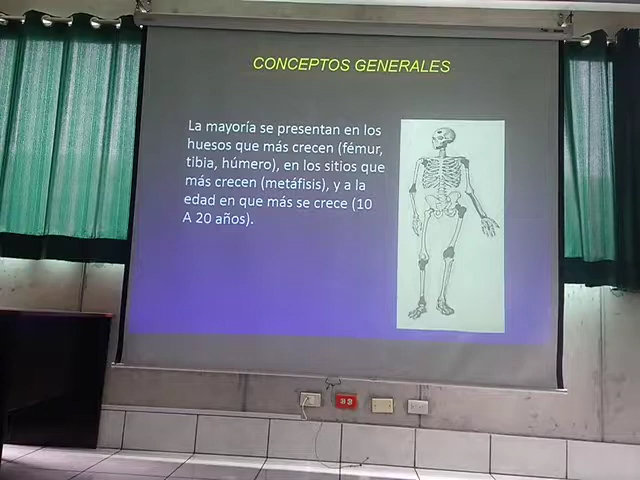 CONCEPTOS GENERALES
La mayoría se presentan en los
huesos que más crecen (fémur,
tibia, húmero), en los sitios que
más crecen (metáfisis), y a la
edad en que más se crece (10
A 20 años).